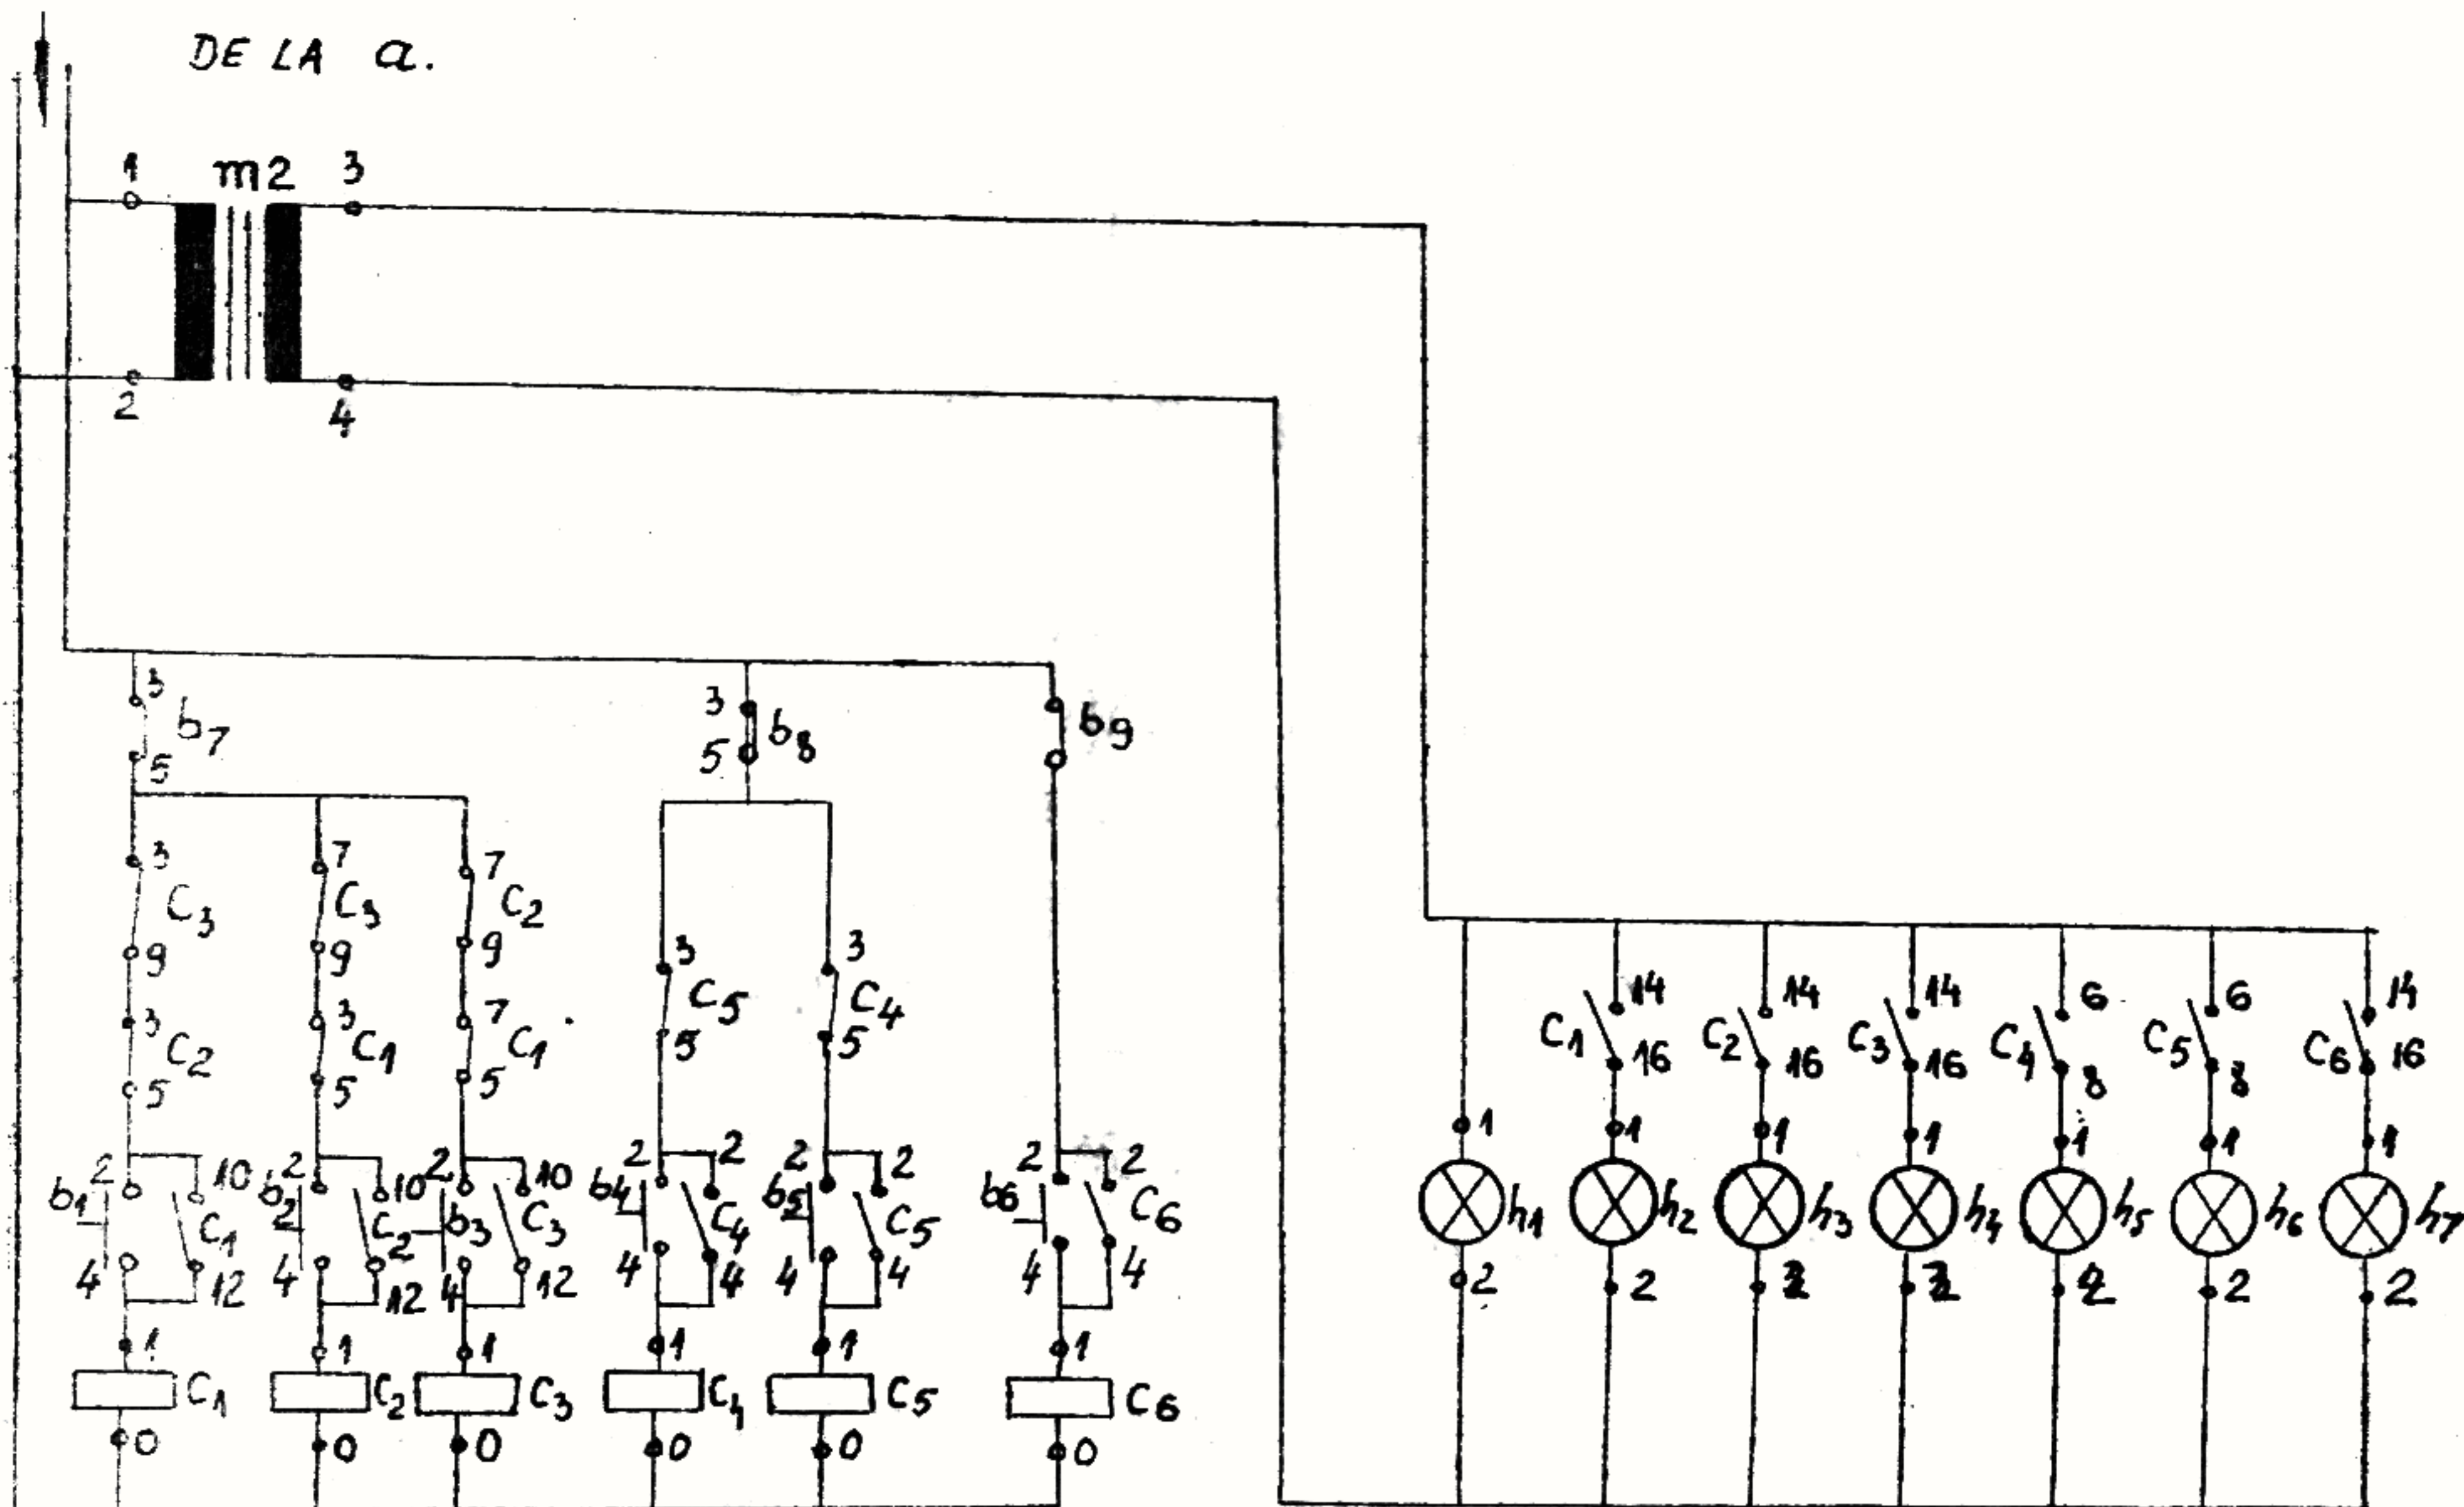 DE LA a.
1 m2 3
2 4
3 b7 5
3 b8 5
b9
3 C3 9
7 C3 9
7 C2 9
3 C2 5
3 C1 5
7 C1 5
3 C5 5
3 C4 5
2 b1 4 10 C1 12
2 b2 4 10 C2 12
2 b3 4 10 C3 12
2 b4 4 2 C4 4
2 b5 4 2 C5 4
2 b6 4 2 C6 4
1 C1 0
1 C2 0
1 C3 0
1 C4 0
1 C5 0
1 C6 0
C1 14 16
C2 14 16
C3 14 16
C4 6 8
C5 6 8
C6 14 16
1 h1 2
1 h2 2
1 h3 2
1 h4 2
1 h5 2
1 h6 2
1 h7 2